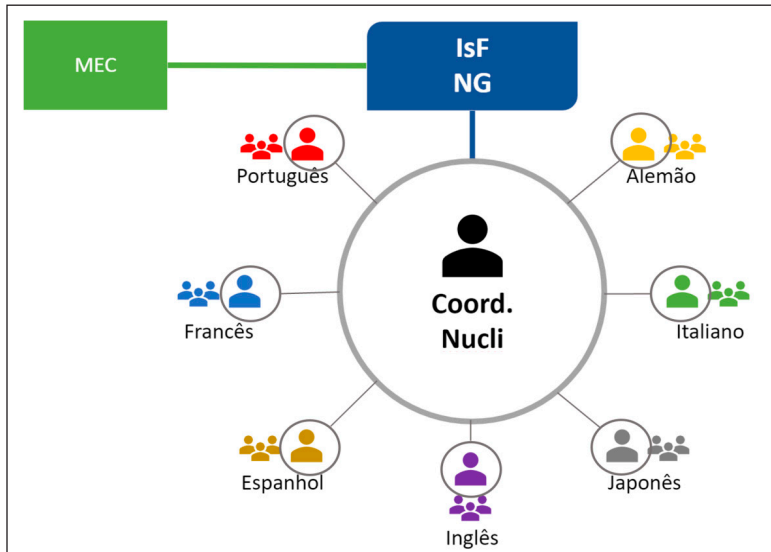 MEC
IsF
NG
Português
Alemão
Francês
Coord.
Nucli
Italiano
Espanhol
Inglês
Japonês